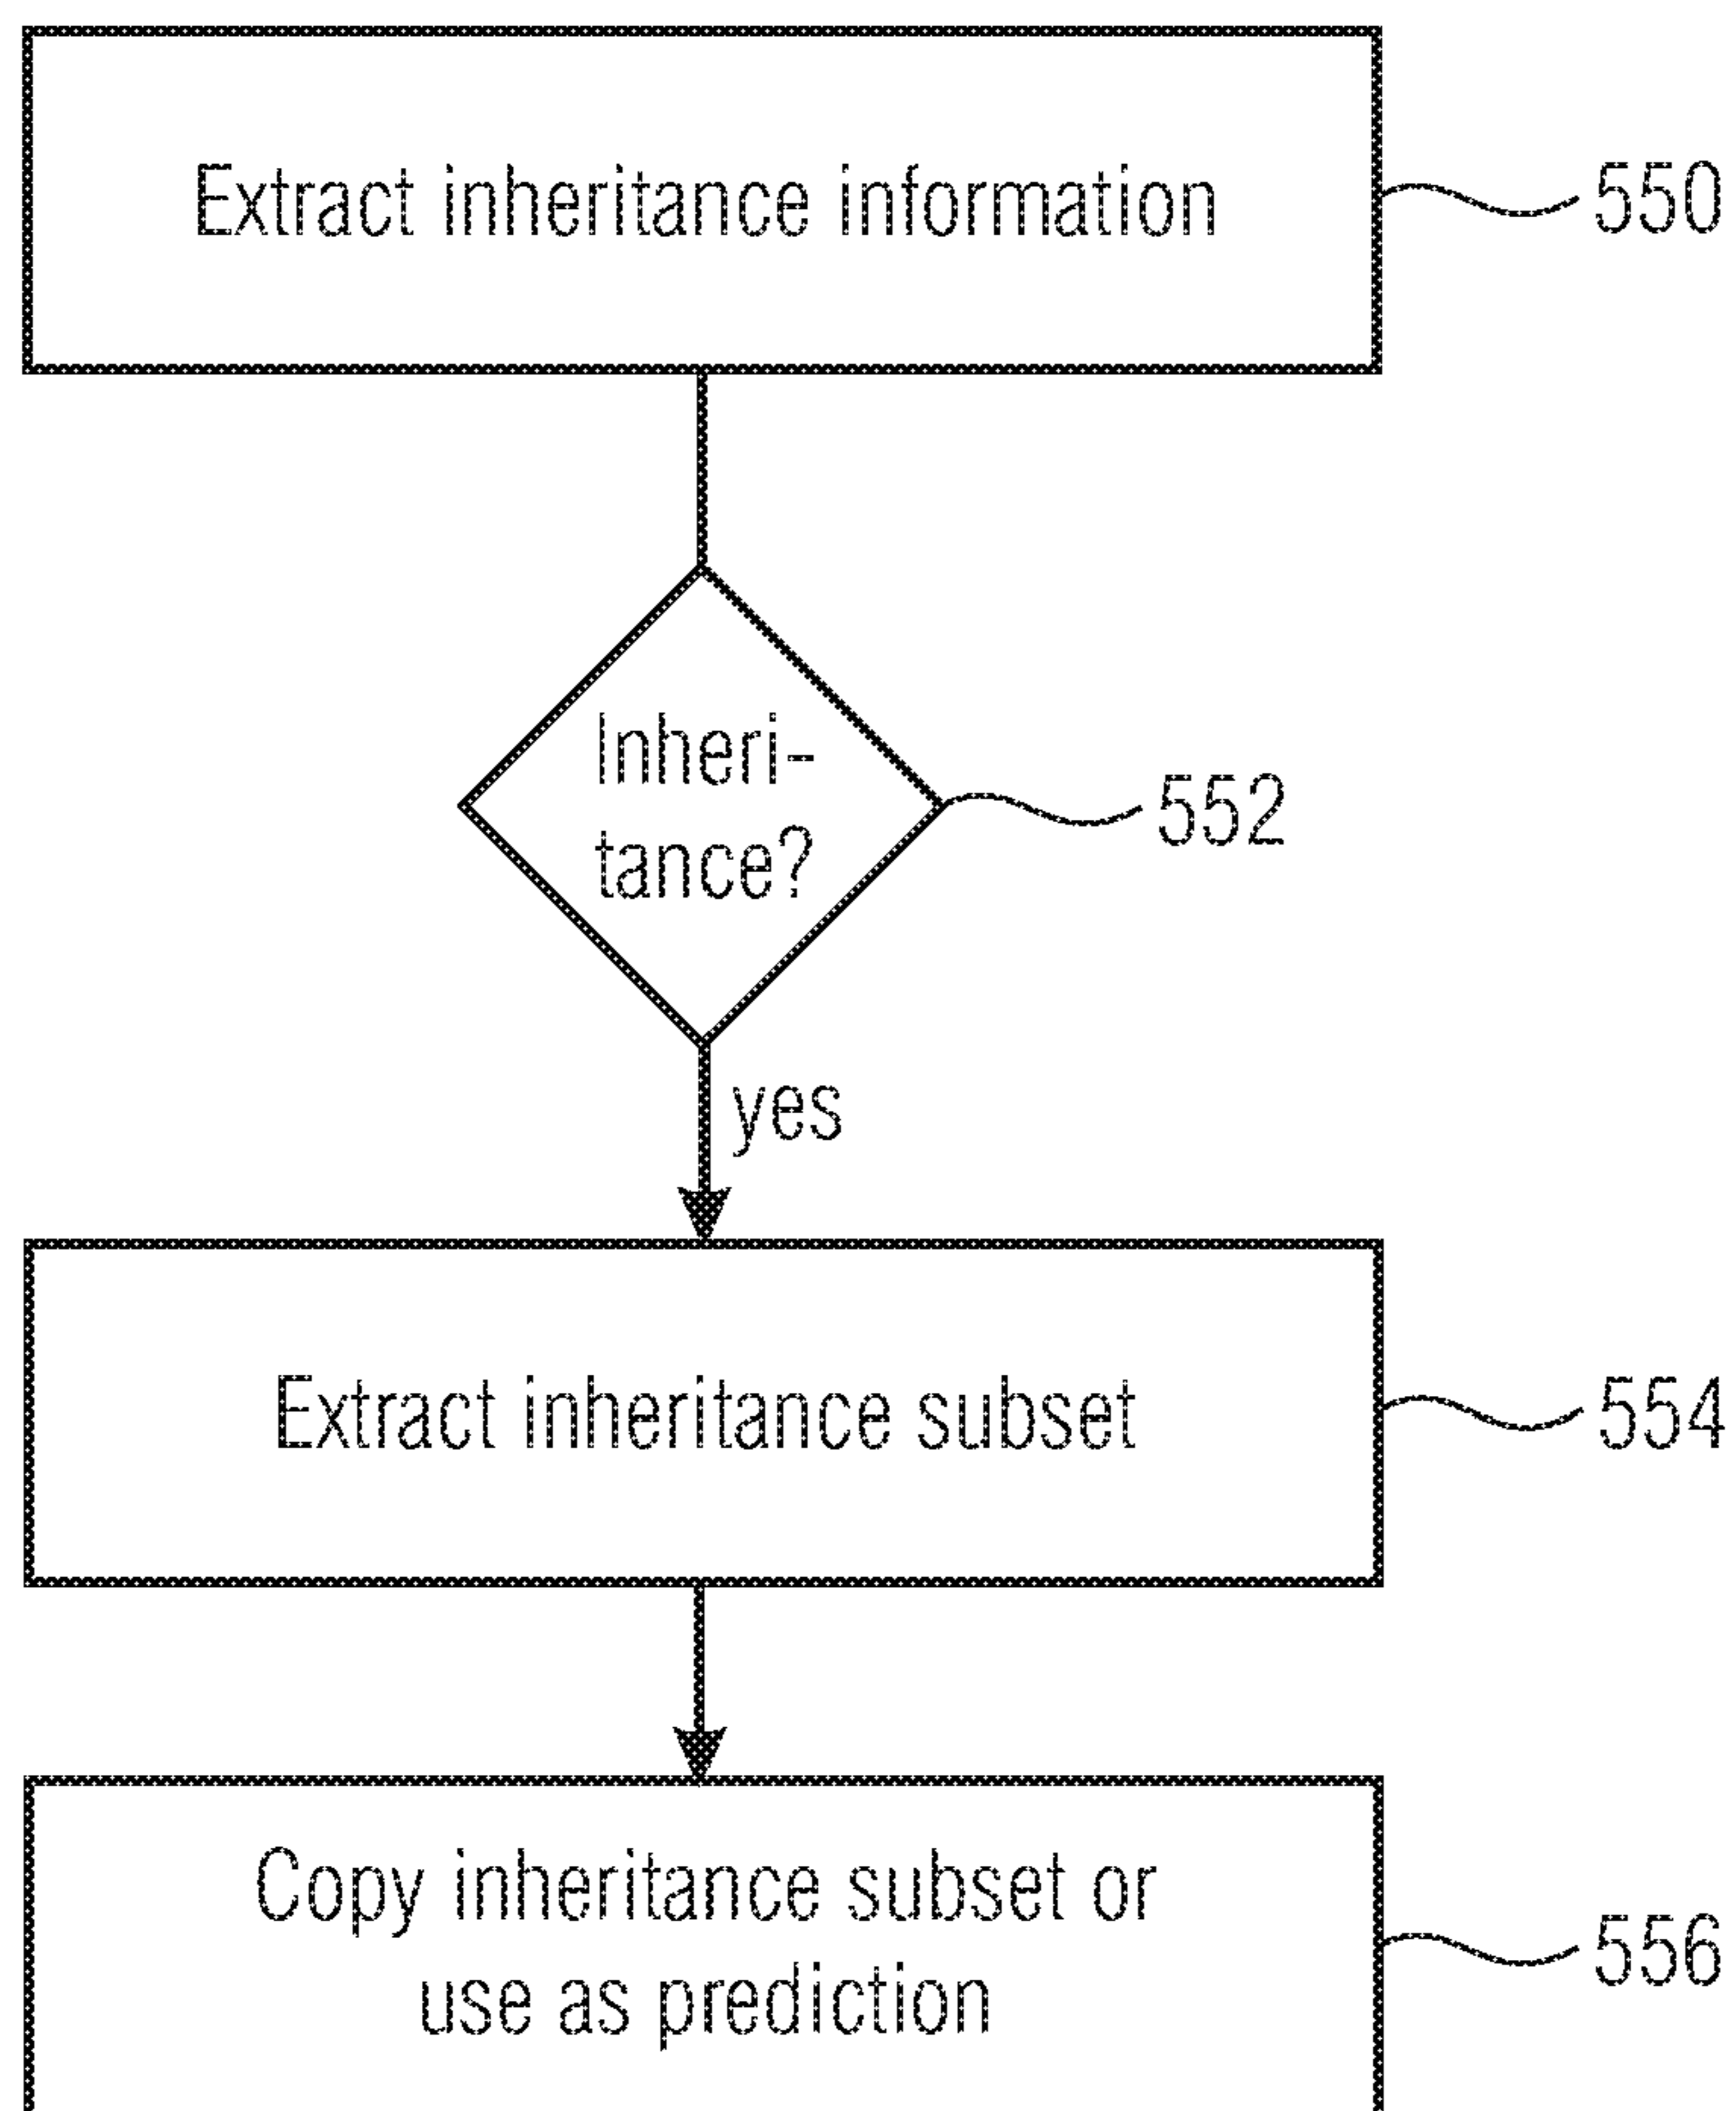 Extract inheritance information
550
Inheri-
tance?
552
yes
Extract inheritance subset
554
Copy inheritance subset or
use as prediction
556